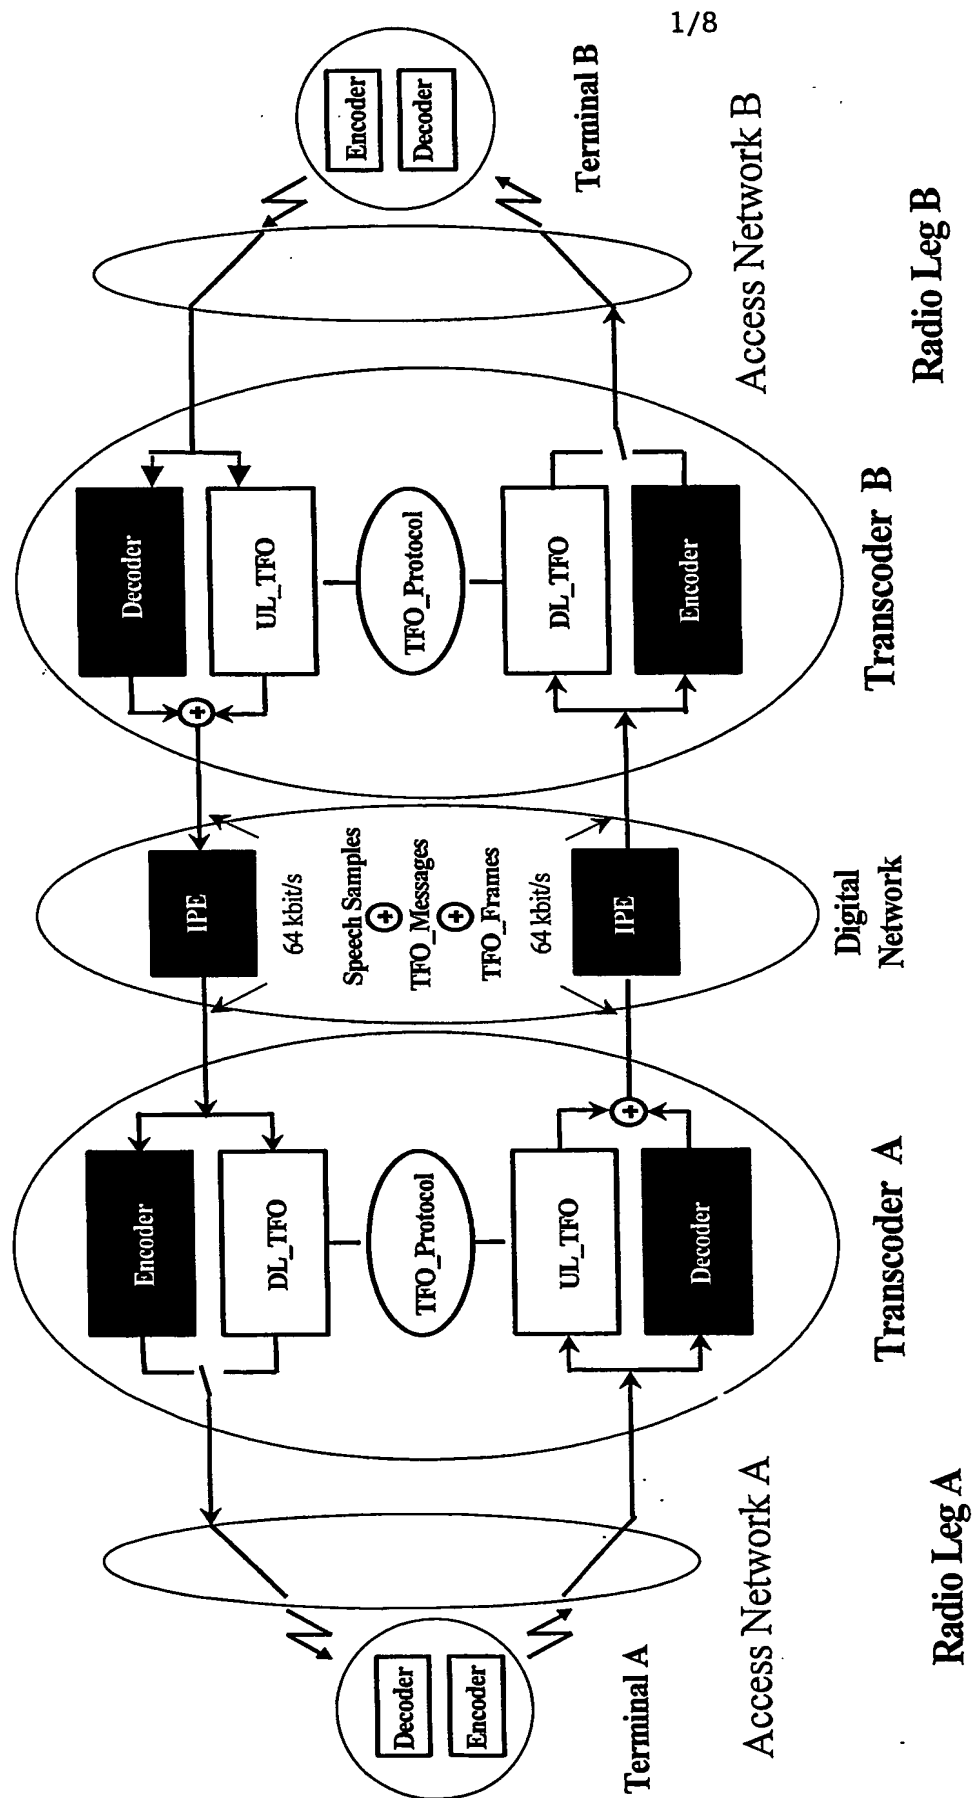 1/8
Encoder
DL_TFO
TFO_Protocol
UL_TFO
Decoder
Transcoder A
Decoder
Encoder
Terminal A
Access Network A
Radio Leg A
IPE
64 kbit/s
Speech Samples
+
TFO_Messages
+
TFO_Frames
64 kbit/s
IPE
Digital
Network
+
Decoder
UL_TFO
TFO_Protocol
DL_TFO
Encoder
Transcoder B
+
Encoder
Decoder
Terminal B
Access Network B
Radio Leg B